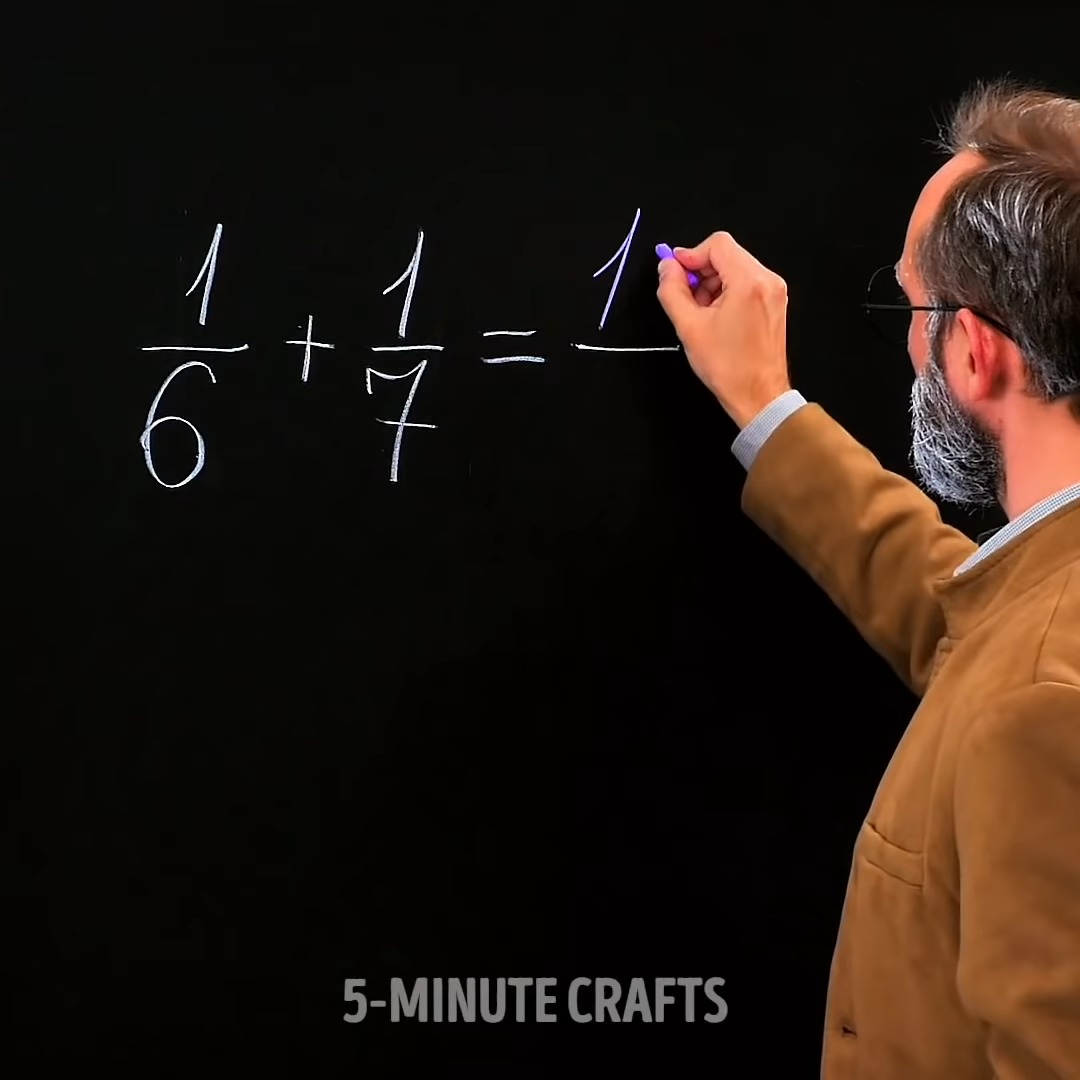 1/6 + 1/7 = 1
5-MINUTE CRAFTS